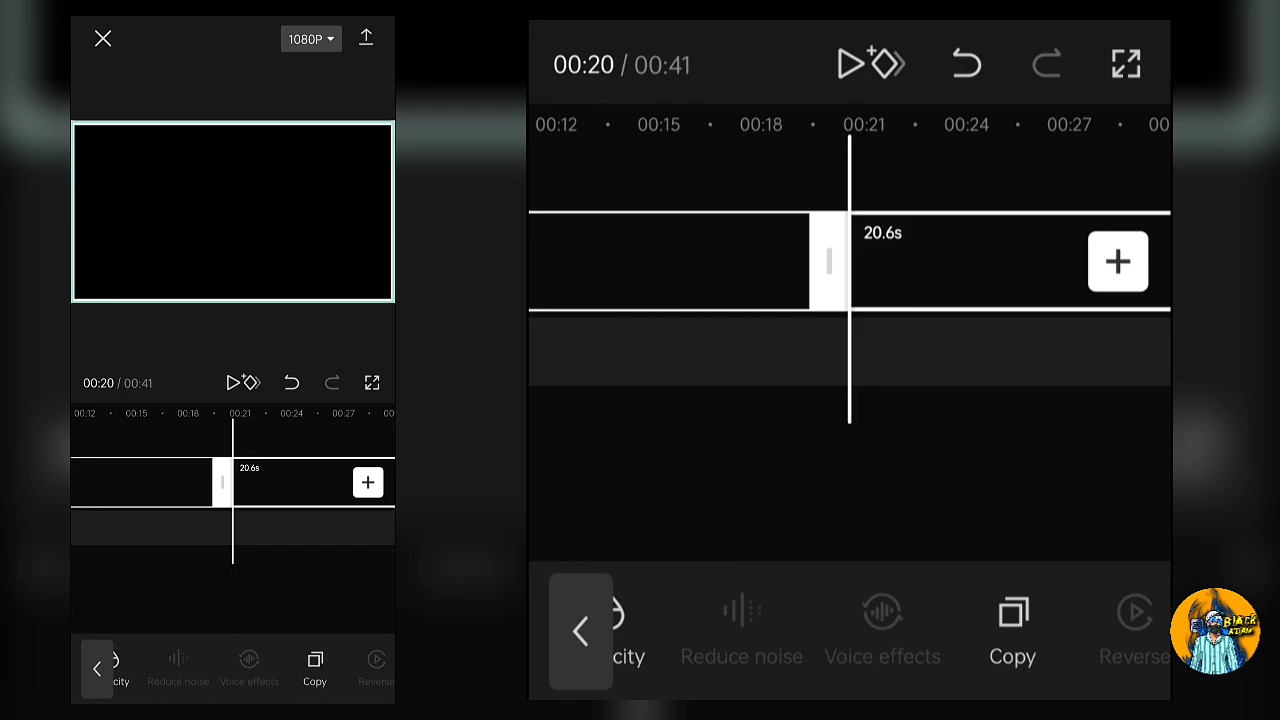 1080P
00:20 / 00:41
00:12 00:15 00:18 00:21 00:24 00:27 00
20.6s
city Reduce noise Voice effects Copy Reverse
00:20 / 00:41
00:12 00:15 00:18 00:21 00:24 00:27 00
20.6s
city Reduce noise Voice effects Copy Reverse
BLACK
ADAM